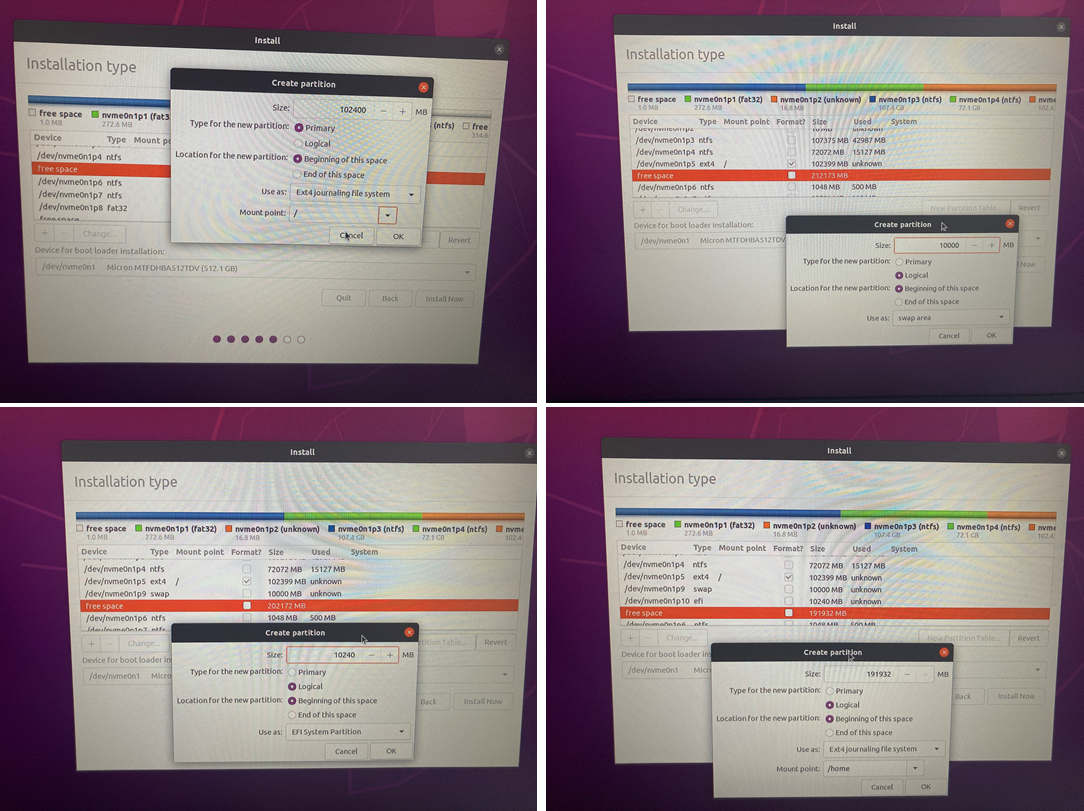 Install
Installation type
free space nvme0n1p1 (fat3
1.0 MB 272.6 MB
(ntfs) free
314.6
Device Type Mount p
/dev/nvme0n1p4 ntfs
free space
/dev/nvme0n1p6 ntfs
/dev/nvme0n1p7 ntfs
/dev/nvme0n1p8 fat32
free space
+ - Change... Revert
Device for boot loader installation:
/dev/nvme0n1 Micron MTFDHBA512TDV (512.1 GB)
Quit Back Install Now
Create partition
Size: 102400 - + MB
Type for the new partition: Primary
Logical
Location for the new partition: Beginning of this space
End of this space
Use as: Ext4 journaling file system
Mount point: /
Cancel OK
Install
Installation type
free space nvme0n1p1 (fat32) nvme0n1p2 (unknown) nvme0n1p3 (ntfs) nvme0n1p4 (ntfs) nvme
1.0 MB 272.6 MB 16.8 MB 107.4 GB 72.1 GB 102.4
Device Type Mount point Format? Size Used System
/dev/nvme0n1p2 unknown
/dev/nvme0n1p3 ntfs 107375 MB 42987 MB
/dev/nvme0n1p4 ntfs 72072 MB 15127 MB
/dev/nvme0n1p5 ext4 / 102399 MB unknown
free space 212173 MB
/dev/nvme0n1p6 ntfs 1048 MB 500 MB
+ - Change... New Partition Table... Revert
Device for boot loader installation:
/dev/nvme0n1 Micron MTFDHBA512TDV
Now
Create partition
Size: 10000 - + MB
Type for the new partition: Primary
Logical
Location for the new partition: Beginning of this space
End of this space
Use as: swap area
Cancel OK
Install
Installation type
free space nvme0n1p1 (fat32) nvme0n1p2 (unknown) nvme0n1p3 (ntfs) nvme0n1p4 (ntfs) nvme
1.0 MB 272.6 MB 16.8 MB 107.4 GB 72.1 GB 102.4
Device Type Mount point Format? Size Used System
/dev/nvme0n1p4 ntfs 72072 MB 15127 MB
/dev/nvme0n1p5 ext4 / 102399 MB unknown
/dev/nvme0n1p9 swap 10000 MB unknown
free space 202172 MB
/dev/nvme0n1p6 ntfs 1048 MB 500 MB
/dev/nvme0n1p7 ntfs
+ - Change... rtition Table... Revert
Device for boot loader in
/dev/nvme0n1 Micro
Back Install Now
Create partition
Size: 10240 - + MB
Type for the new partition: Primary
Logical
Location for the new partition: Beginning of this space
End of this space
Use as: EFI System Partition
Cancel OK
Install
Installation type
free space nvme0n1p1 (fat32) nvme0n1p2 (unknown) nvme0n1p3 (ntfs) nvme0n1p4 (ntfs) nvme
1.0 MB 272.6 MB 16.8 MB 107.4 GB 72.1 GB 102.4
Device Type Mount point Format? Size Used System
/dev/nvme0n1p4 ntfs 72072 MB 15127 MB
/dev/nvme0n1p5 ext4 / 102399 MB unknown
/dev/nvme0n1p9 swap 10000 MB unknown
/dev/nvme0n1p10 efi 10240 MB unknown
free space 191932 MB
/dev/nvme0n1p6 ntfs 1048 MB 500 MB
+ - Change... New Partition Table... Revert
Device for boot loader
/dev/nvme0n1 Micron
Back Install Now
Create partition
Size: 191932 - + MB
Type for the new partition: Primary
Logical
Location for the new partition: Beginning of this space
End of this space
Use as: Ext4 journaling file system
Mount point: /home
Cancel OK